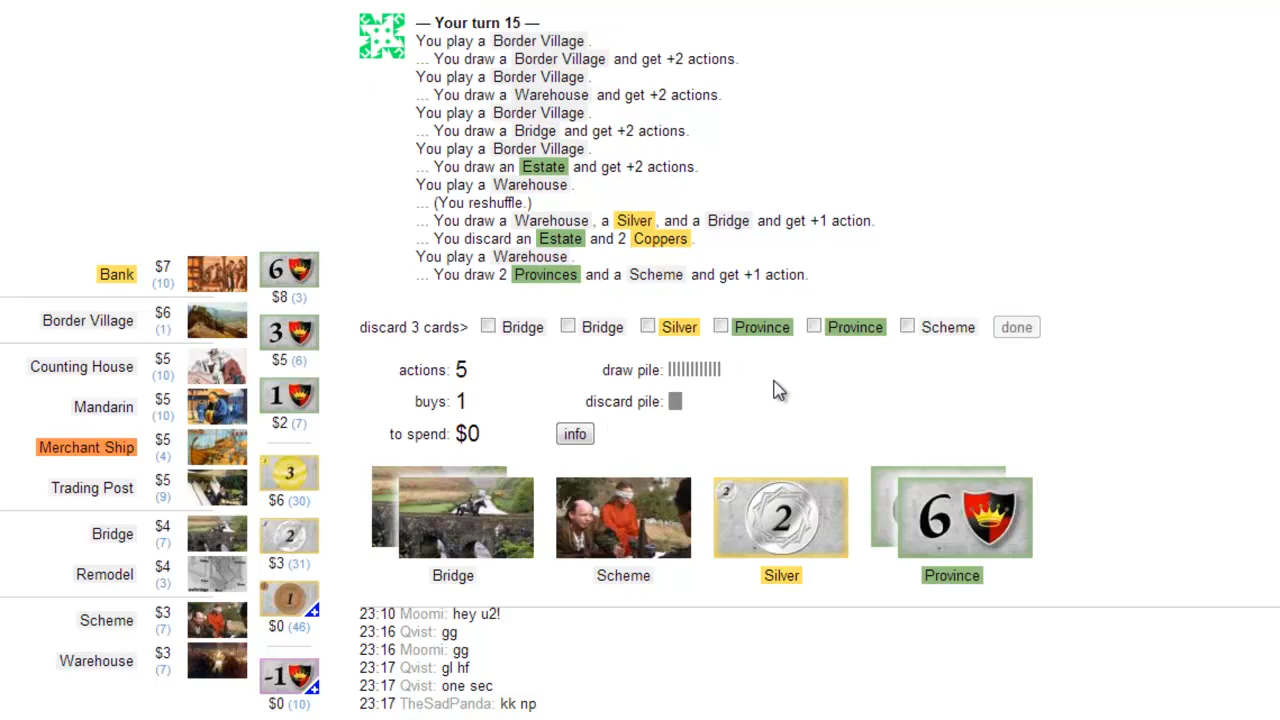 — Your turn 15 —
You play a Border Village .
... You draw a Border Village and get +2 actions.
You play a Border Village .
... You draw a Warehouse and get +2 actions.
You play a Border Village .
... You draw a Bridge and get +2 actions.
You play a Border Village .
... You draw an Estate and get +2 actions.
You play a Warehouse .
... (You reshuffle.)
... You draw a Warehouse , a Silver , and a Bridge and get +1 action.
... You discard an Estate and 2 Coppers .
You play a Warehouse .
... You draw 2 Provinces and a Scheme and get +1 action.
Bank $7 (10)
Border Village $6 (1)
Counting House $5 (10)
Mandarin $5 (10)
Merchant Ship $5 (4)
Trading Post $5 (9)
Bridge $4 (7)
Remodel $4 (3)
Scheme $3 (7)
Warehouse $3 (7)
6
$8 (3)
3
$5 (6)
1
$2 (7)
3
$6 (30)
2
$3 (31)
1
$0 (46)
-1
$0 (10)
discard 3 cards> Bridge Bridge Silver Province Province Scheme done
actions: 5 draw pile:
buys: 1 discard pile:
to spend: $0 info
2 2 6
Bridge Scheme Silver Province
23:10 Moomi: hey u2!
23:16 Qvist: gg
23:16 Moomi: gg
23:17 Qvist: gl hf
23:17 Qvist: one sec
23:17 TheSadPanda: kk np